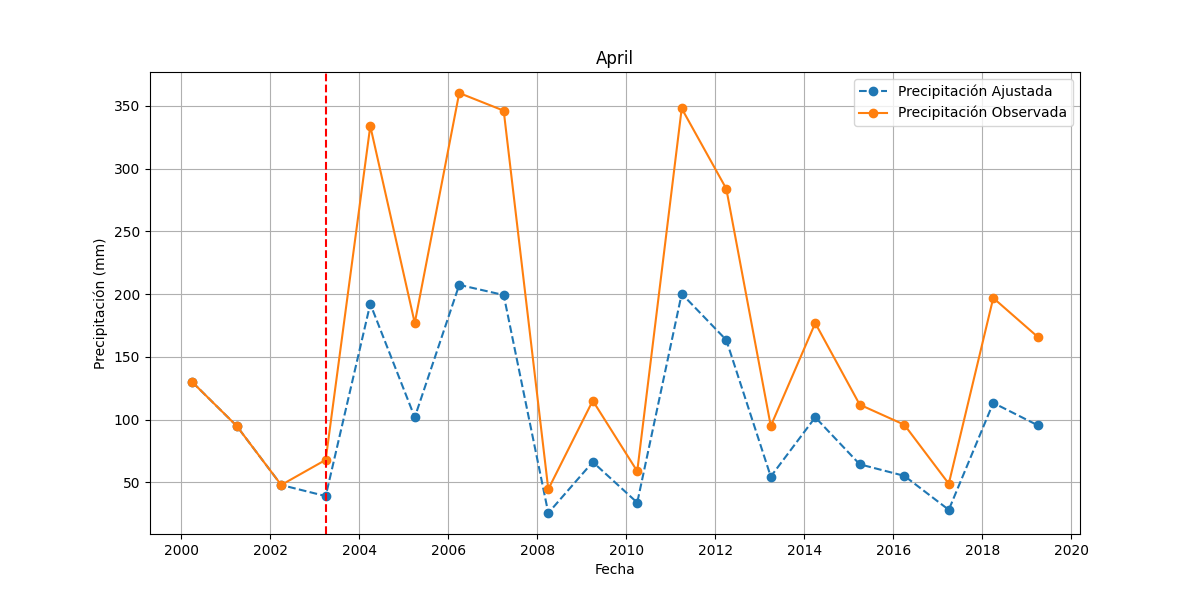 April
Precipitación Ajustada
Precipitación Observada
Precipitación (mm)
350
300
250
200
150
100
50
2000 2002 2004 2006 2008 2010 2012 2014 2016 2018 2020
Fecha